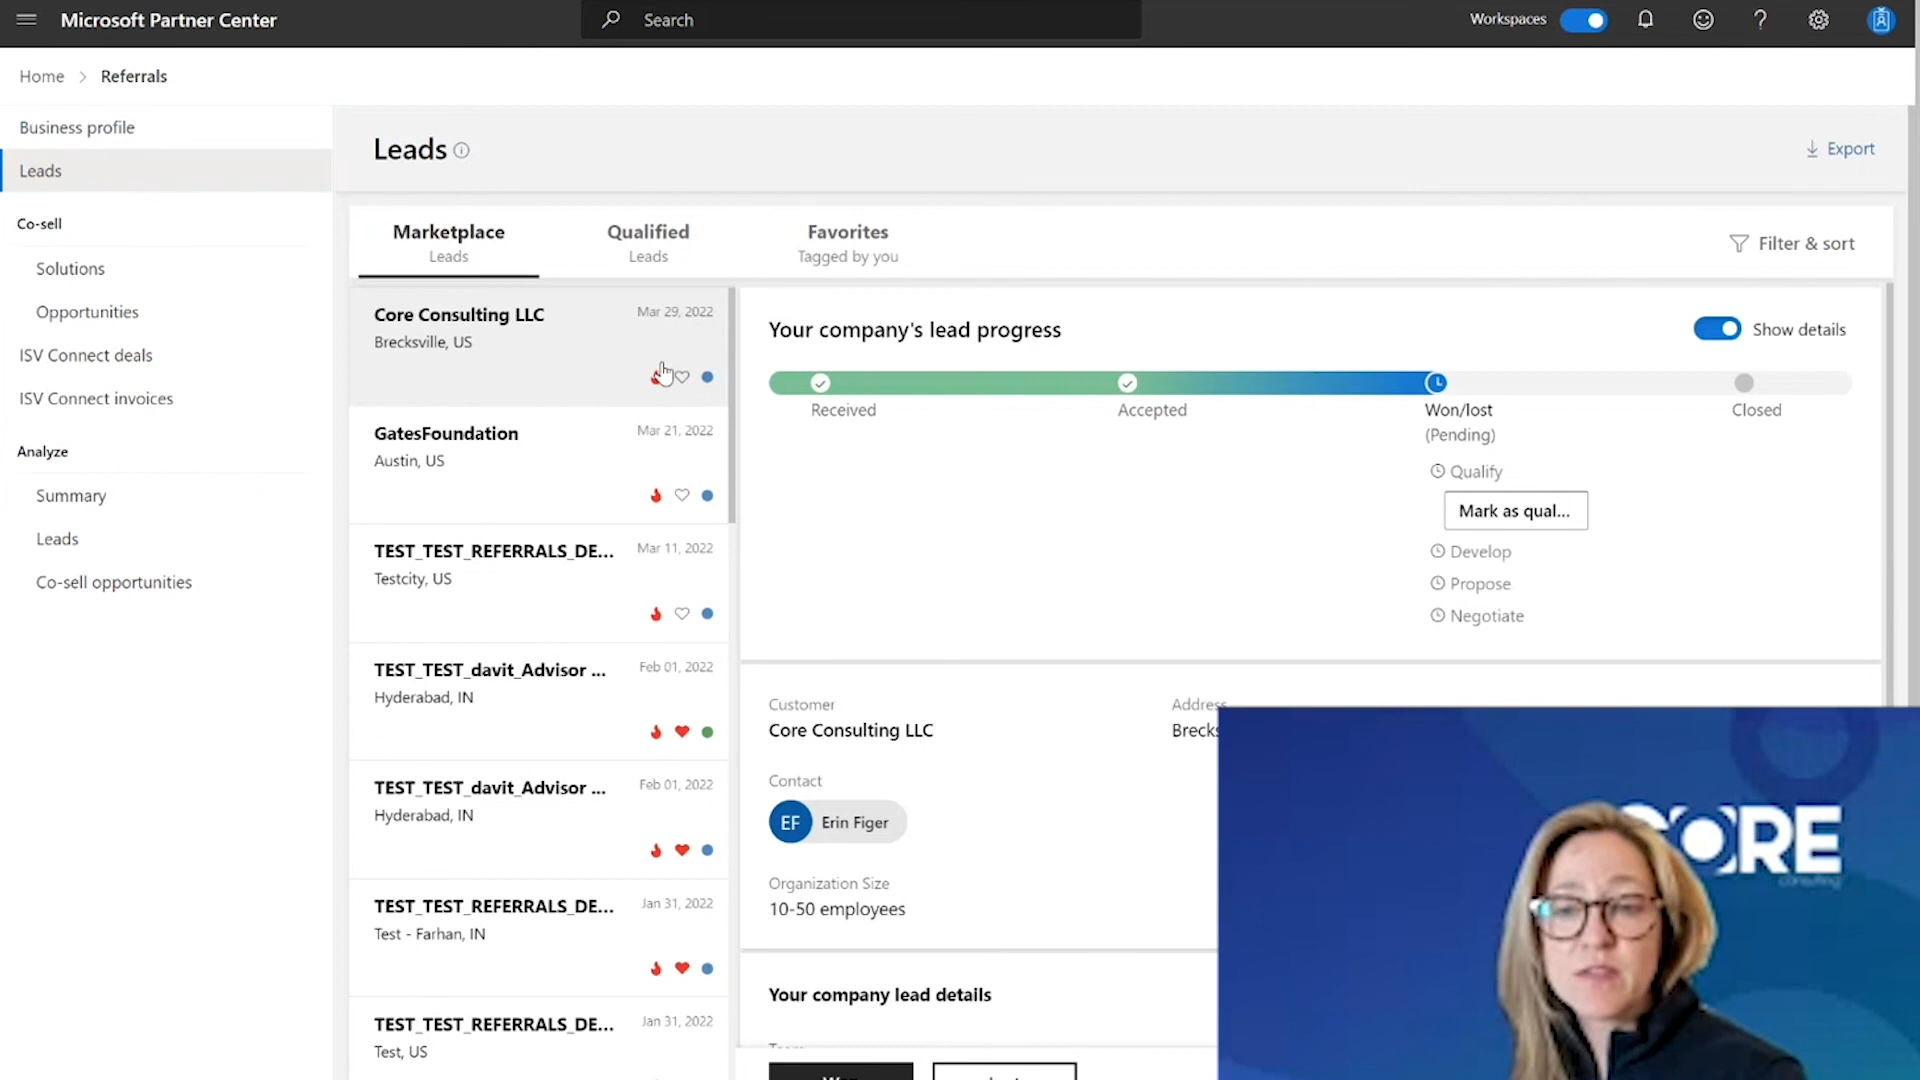 Microsoft Partner Center
Search
Workspaces
Home > Referrals
Business profile
Leads
Co-sell
Solutions
Opportunities
ISV Connect deals
ISV Connect invoices
Analyze
Summary
Leads
Co-sell opportunities
Leads
Export
Marketplace
Leads
Qualified
Leads
Favorites
Tagged by you
Filter & sort
Core Consulting LLC
Mar 29, 2022
Brecksville, US
GatesFoundation
Mar 21, 2022
Austin, US
TEST_TEST_REFERRALS_DE...
Mar 11, 2022
Testcity, US
TEST_TEST_davit_Advisor ...
Feb 01, 2022
Hyderabad, IN
TEST_TEST_davit_Advisor ...
Feb 01, 2022
Hyderabad, IN
TEST_TEST_REFERRALS_DE...
Jan 31, 2022
Test - Farhan, IN
TEST_TEST_REFERRALS_DE...
Jan 31, 2022
Test, US
Your company's lead progress
Show details
Received
Accepted
Won/lost
(Pending)
Closed
Qualify
Mark as qual...
Develop
Propose
Negotiate
Customer
Core Consulting LLC
Address
Brecks
Contact
EF
Erin Figer
Organization Size
10-50 employees
Your company lead details
CORE
consulting